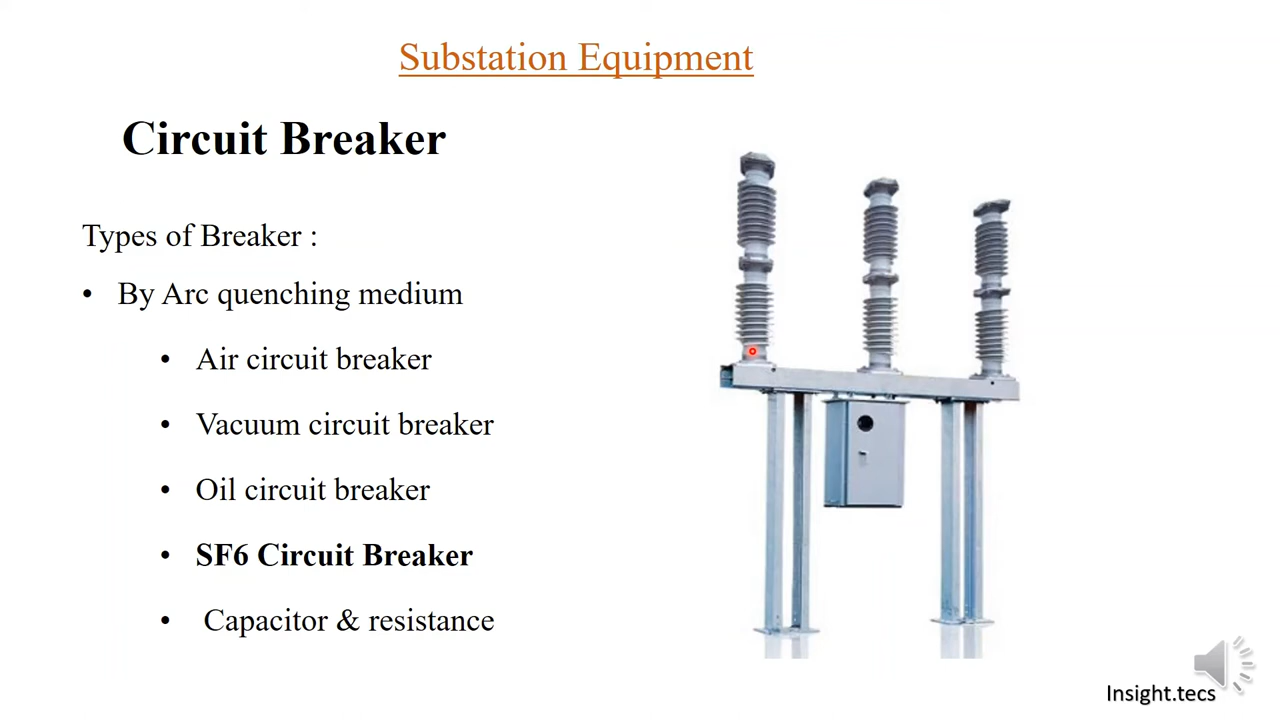 Substation Equipment
Circuit Breaker
Types of Breaker :
• By Arc quenching medium
• Air circuit breaker
• Vacuum circuit breaker
• Oil circuit breaker
• SF6 Circuit Breaker
• Capacitor & resistance
Insight.tecs